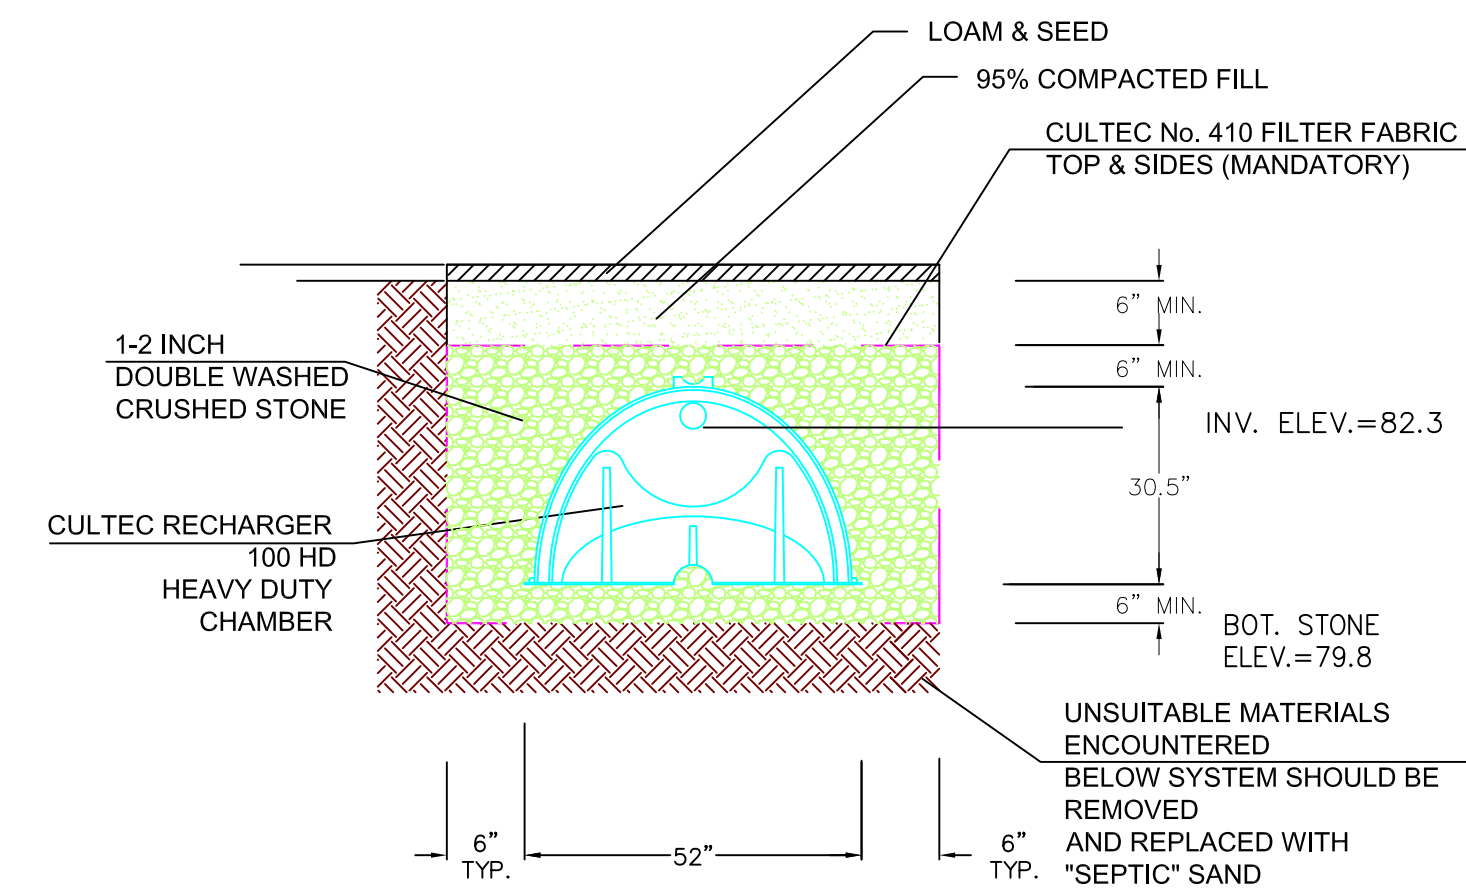 LOAM & SEED
95% COMPACTED FILL
CULTEC No. 410 FILTER FABRIC
TOP & SIDES (MANDATORY)
6" MIN.
1-2 INCH
DOUBLE WASHED
CRUSHED STONE
6" MIN.
INV. ELEV.=82.3
30.5"
CULTEC RECHARGER
100 HD
HEAVY DUTY
CHAMBER
6" MIN.
BOT. STONE
ELEV.=79.8
UNSUITABLE MATERIALS
ENCOUNTERED
BELOW SYSTEM SHOULD BE
REMOVED
AND REPLACED WITH
"SEPTIC" SAND
6"
TYP.
52"
6"
TYP.